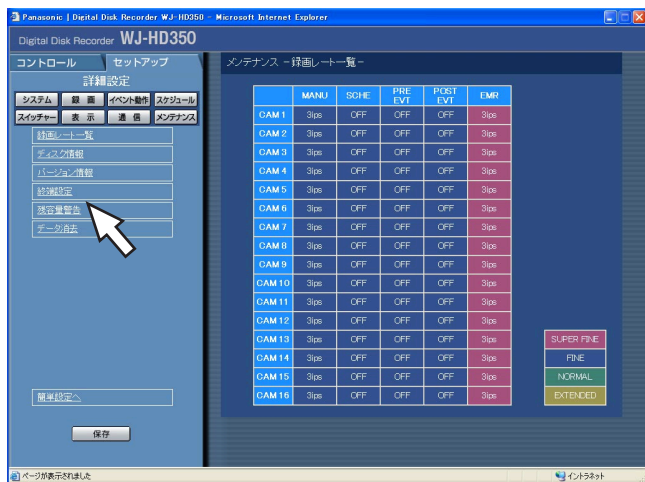 Panasonic | Digital Disk Recorder WJ-HD350 - Microsoft Internet Explorer
Digital Disk Recorder WJ-HD350
コントロール セットアップ
詳細設定
システム 録 画 イベント動作 スケジュール
スイッチャー 表 示 通 信 メンテナンス
録画レート一覧
ディスク情報
バージョン情報
終端設定
残容量警告
データ消去
簡単設定へ
保存
メンテナンス －録画レート一覧－
MANU SCHE PRE EVT POST EVT EMR
CAM 1 3ips OFF OFF OFF 3ips
CAM 2 3ips OFF OFF OFF 3ips
CAM 3 3ips OFF OFF OFF 3ips
CAM 4 3ips OFF OFF OFF 3ips
CAM 5 3ips OFF OFF OFF 3ips
CAM 6 3ips OFF OFF OFF 3ips
CAM 7 3ips OFF OFF OFF 3ips
CAM 8 3ips OFF OFF OFF 3ips
CAM 9 3ips OFF OFF OFF 3ips
CAM 10 3ips OFF OFF OFF 3ips
CAM 11 3ips OFF OFF OFF 3ips
CAM 12 3ips OFF OFF OFF 3ips
CAM 13 3ips OFF OFF OFF 3ips
CAM 14 3ips OFF OFF OFF 3ips
CAM 15 3ips OFF OFF OFF 3ips
CAM 16 3ips OFF OFF OFF 3ips
SUPER FINE
FINE
NORMAL
EXTENDED
ページが表示されました
イントラネット